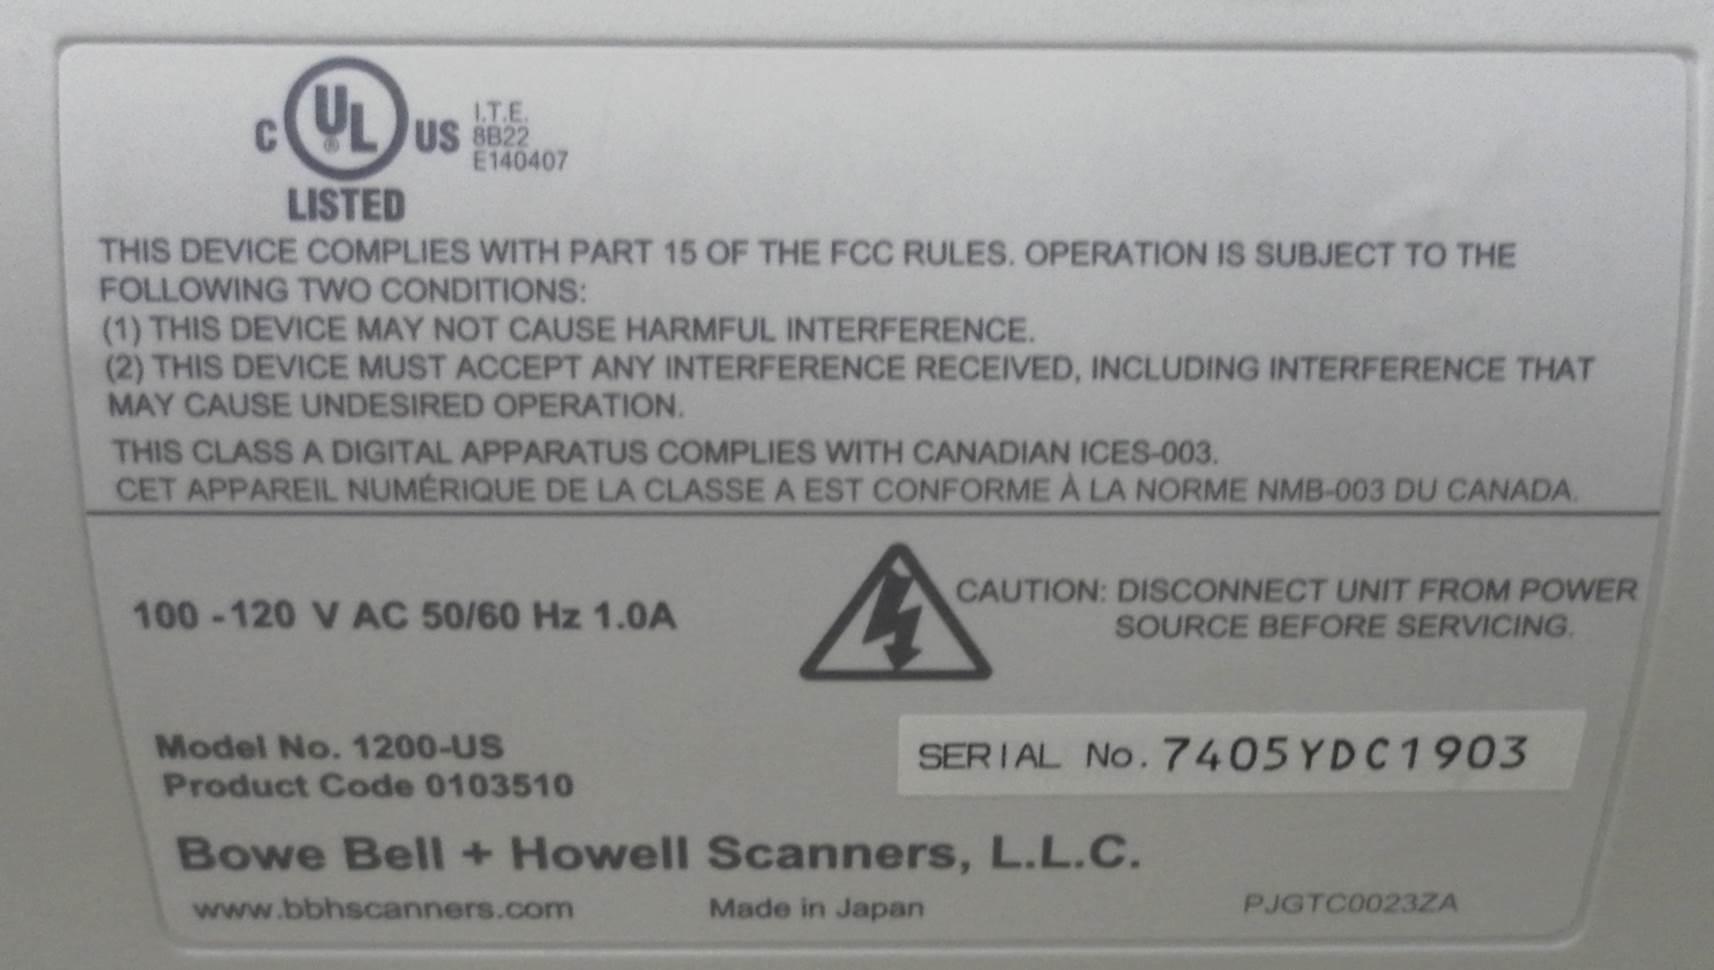 C UL US
®
LISTED
I.T.E.
8B22
E140407
THIS DEVICE COMPLIES WITH PART 15 OF THE FCC RULES. OPERATION IS SUBJECT TO THE
FOLLOWING TWO CONDITIONS:
(1) THIS DEVICE MAY NOT CAUSE HARMFUL INTERFERENCE.
(2) THIS DEVICE MUST ACCEPT ANY INTERFERENCE RECEIVED, INCLUDING INTERFERENCE THAT
MAY CAUSE UNDESIRED OPERATION.
THIS CLASS A DIGITAL APPARATUS COMPLIES WITH CANADIAN ICES-003.
CET APPAREIL NUMÉRIQUE DE LA CLASSE A EST CONFORME À LA NORME NMB-003 DU CANADA.
100 - 120 V AC 50/60 Hz 1.0A
CAUTION: DISCONNECT UNIT FROM POWER
SOURCE BEFORE SERVICING.
Model No. 1200-US
Product Code 0103510
SERIAL No. 7405YDC1903
Bowe Bell + Howell Scanners, L.L.C.
www.bbhscanners.com
Made in Japan
PJGTC0023ZA